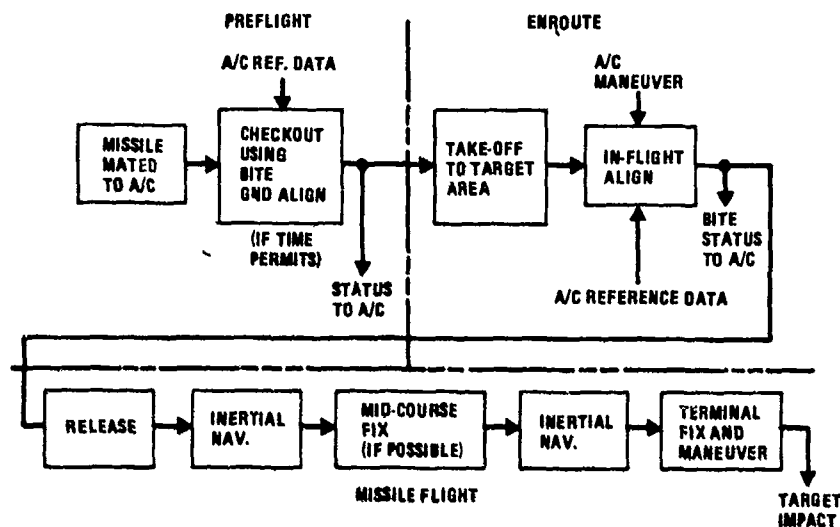 PREFLIGHT
ENROUTE
A/C REF. DATA
A/C
MANEUVER
MISSILE
MATED
TO A/C
CHECKOUT
USING
BITE
GND ALIGN
(IF TIME
PERMITS)
STATUS
TO A/C
TAKE-OFF
TO TARGET
AREA
IN-FLIGHT
ALIGN
BITE
STATUS
TO A/C
A/C REFERENCE DATA
RELEASE
INERTIAL
NAV.
MID-COURSE
FIX
(IF POSSIBLE)
INERTIAL
NAV.
TERMINAL
FIX AND
MANEUVER
MISSILE FLIGHT
TARGET
IMPACT